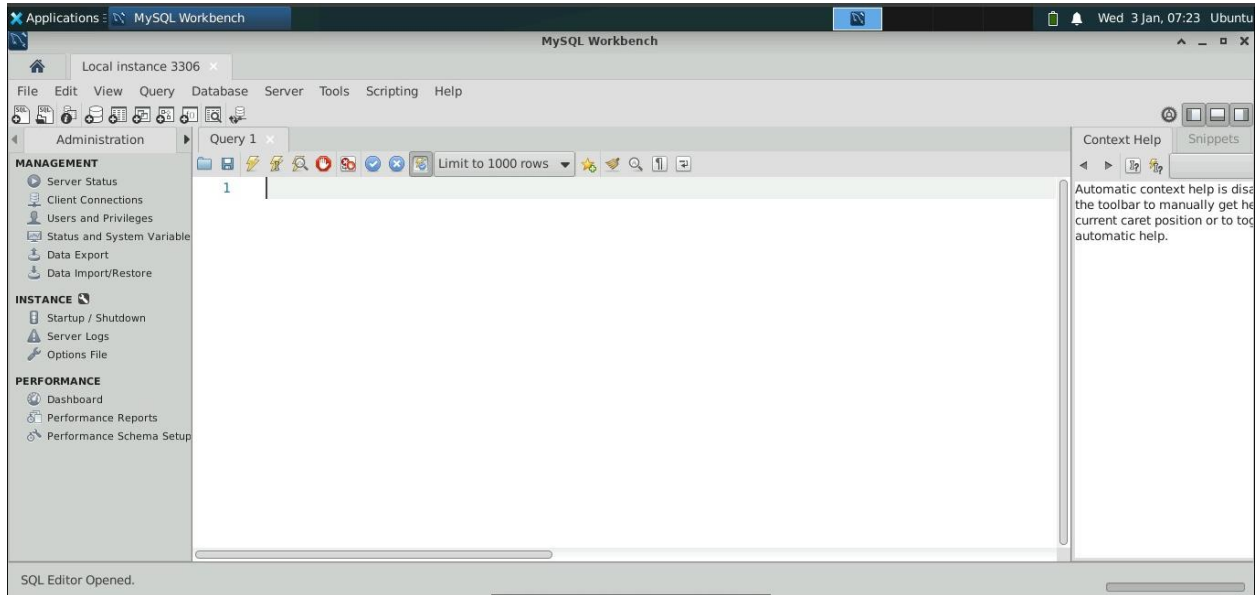 Applications MySQL Workbench Wed 3 Jan, 07:23 Ubuntu
MySQL Workbench
Local instance 3306
File Edit View Query Database Server Tools Scripting Help
Administration Query 1 Context Help Snippets
MANAGEMENT
Server Status
Client Connections
Users and Privileges
Status and System Variable
Data Export
Data Import/Restore
INSTANCE
Startup / Shutdown
Server Logs
Options File
PERFORMANCE
Dashboard
Performance Reports
Performance Schema Setup
Limit to 1000 rows
1
Automatic context help is disa
the toolbar to manually get he
current caret position or to tog
automatic help.
SQL Editor Opened.